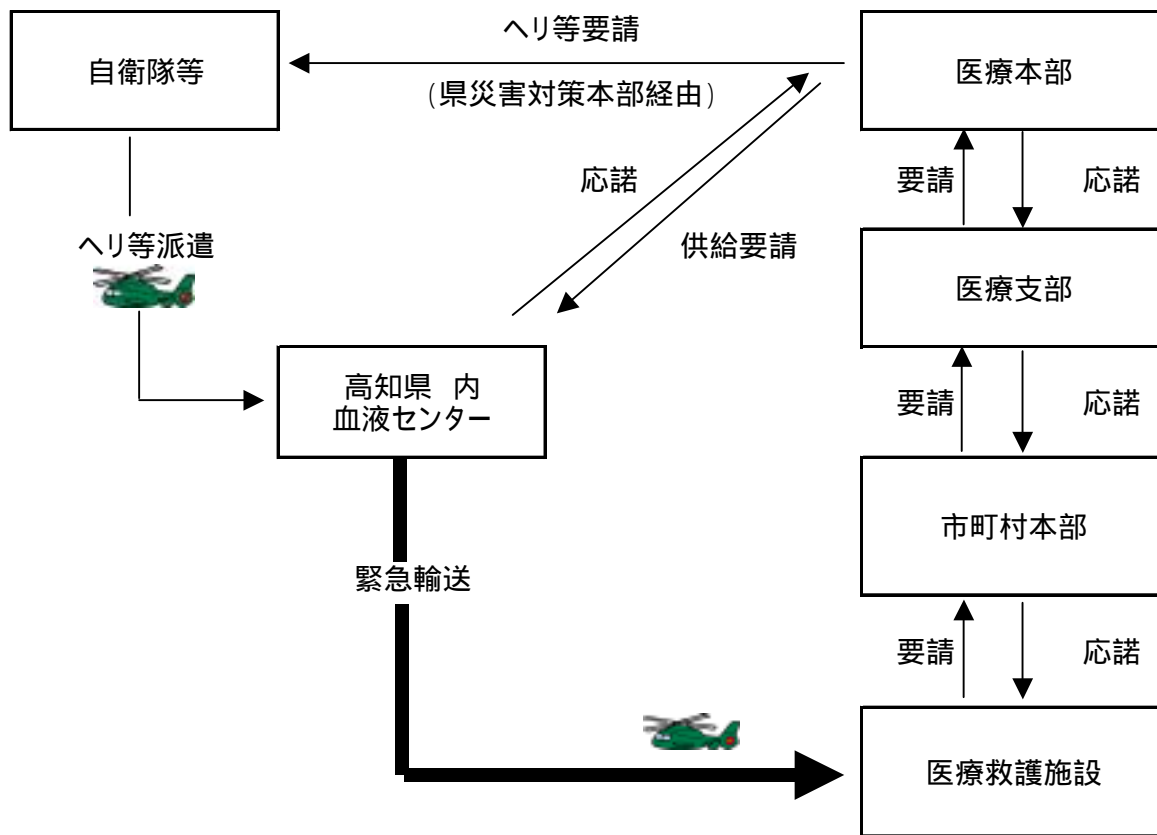 ヘリ等要請
自衛隊等
医療本部
(県災害対策本部経由)
応諾
要請
応諾
ヘリ等派遣
供給要請
医療支部
高知県 内
血液センター
要請
応諾
市町村本部
緊急輸送
要請
応諾
医療救護施設